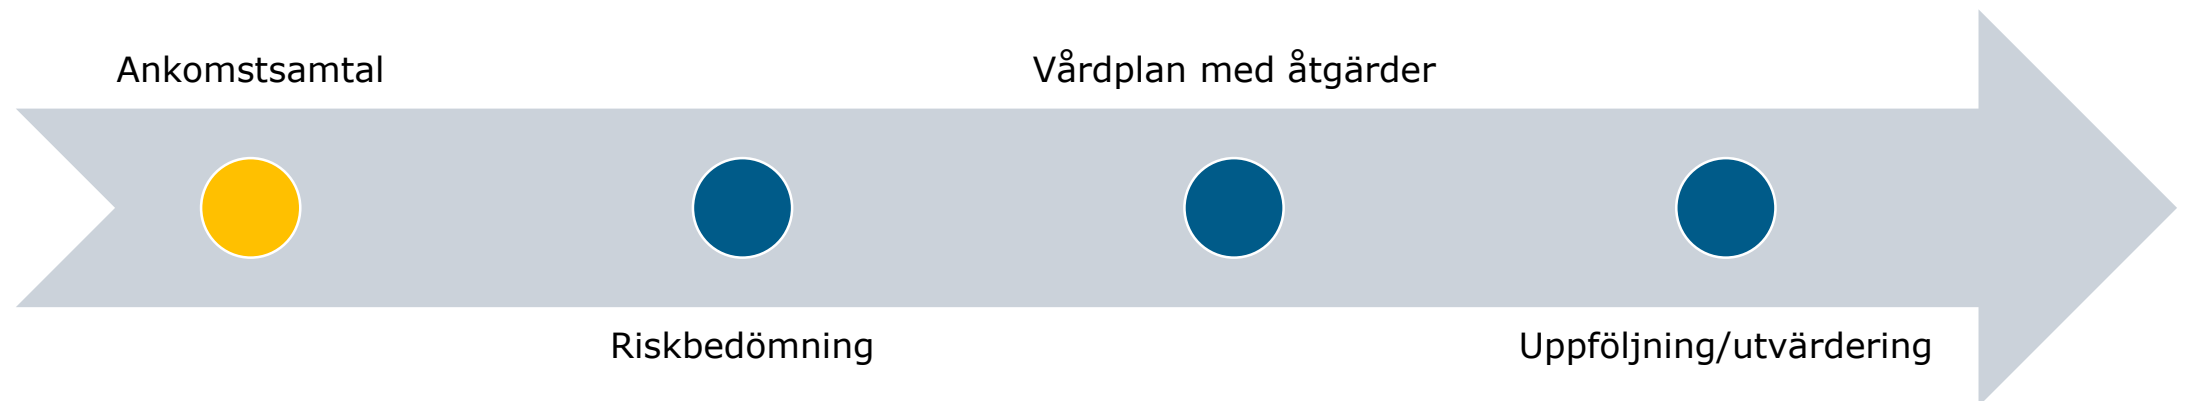 Ankomstsamtal
Vårdplan med åtgärder
Riskbedömning
Uppföljning/utvärdering